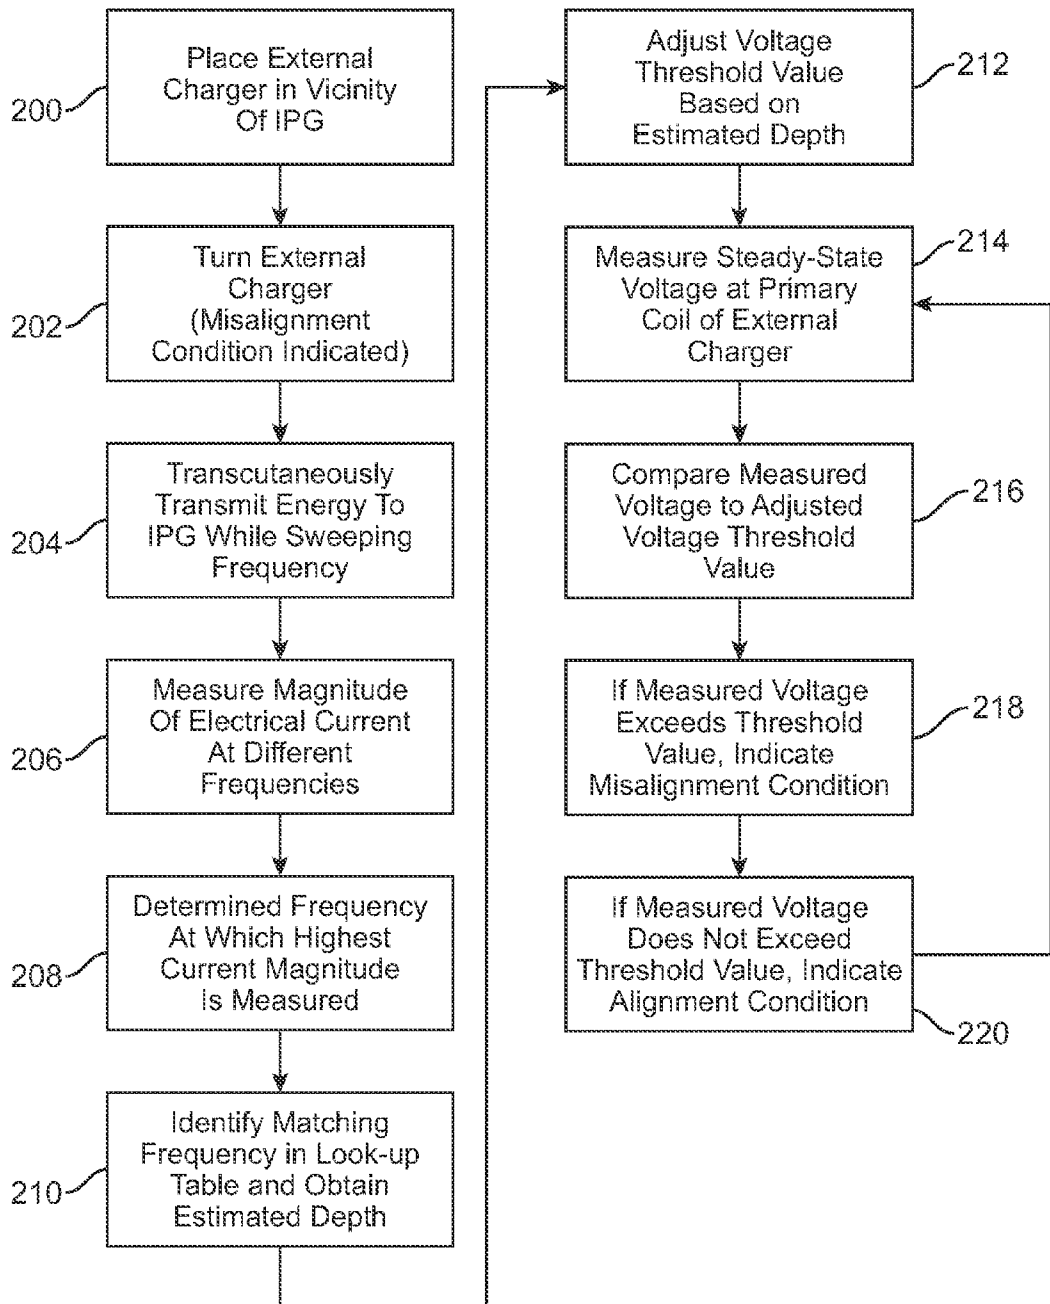 200
Place External
Charger in Vicinity
Of IPG
202
Turn External
Charger
(Misalignment
Condition Indicated)
204
Transcutaneously
Transmit Energy To
IPG While Sweeping
Frequency
206
Measure Magnitude
Of Electrical Current
At Different
Frequencies
208
Determined Frequency
At Which Highest
Current Magnitude
Is Measured
210
Identify Matching
Frequency in Look-up
Table and Obtain
Estimated Depth
Adjust Voltage
Threshold Value
Based on
Estimated Depth
212
Measure Steady-State
Voltage at Primary
Coil of External
Charger
214
Compare Measured
Voltage to Adjusted
Voltage Threshold
Value
216
If Measured Voltage
Exceeds Threshold
Value, Indicate
Misalignment Condition
218
If Measured Voltage
Does Not Exceed
Threshold Value, Indicate
Alignment Condition
220